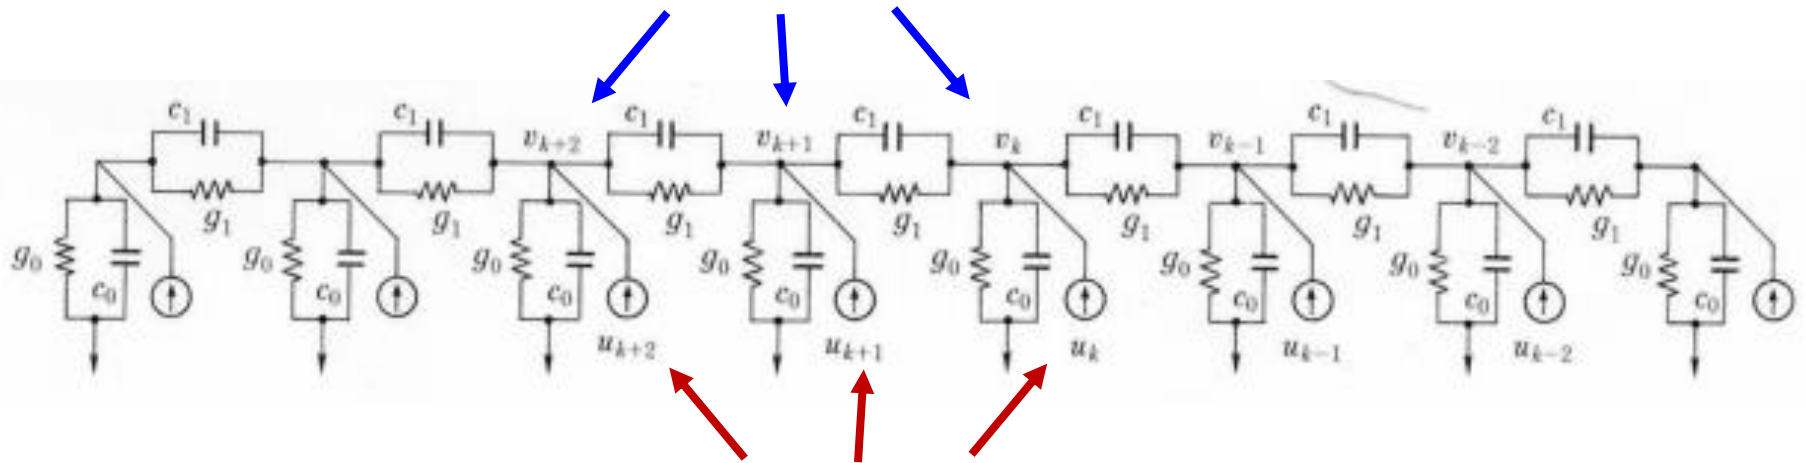 c₁ c₁ c₁ c₁ c₁ c₁ c₁
vₖ₊₂ vₖ₊₁ vₖ vₖ₋₁ vₖ₋₂
g₁ g₁ g₁ g₁ g₁ g₁ g₁
g₀ g₀ g₀ g₀ g₀ g₀ g₀ g₀
c₀ c₀ c₀ c₀ c₀ c₀ c₀ c₀
uₖ₊₂ uₖ₊₁ uₖ uₖ₋₁ uₖ₋₂